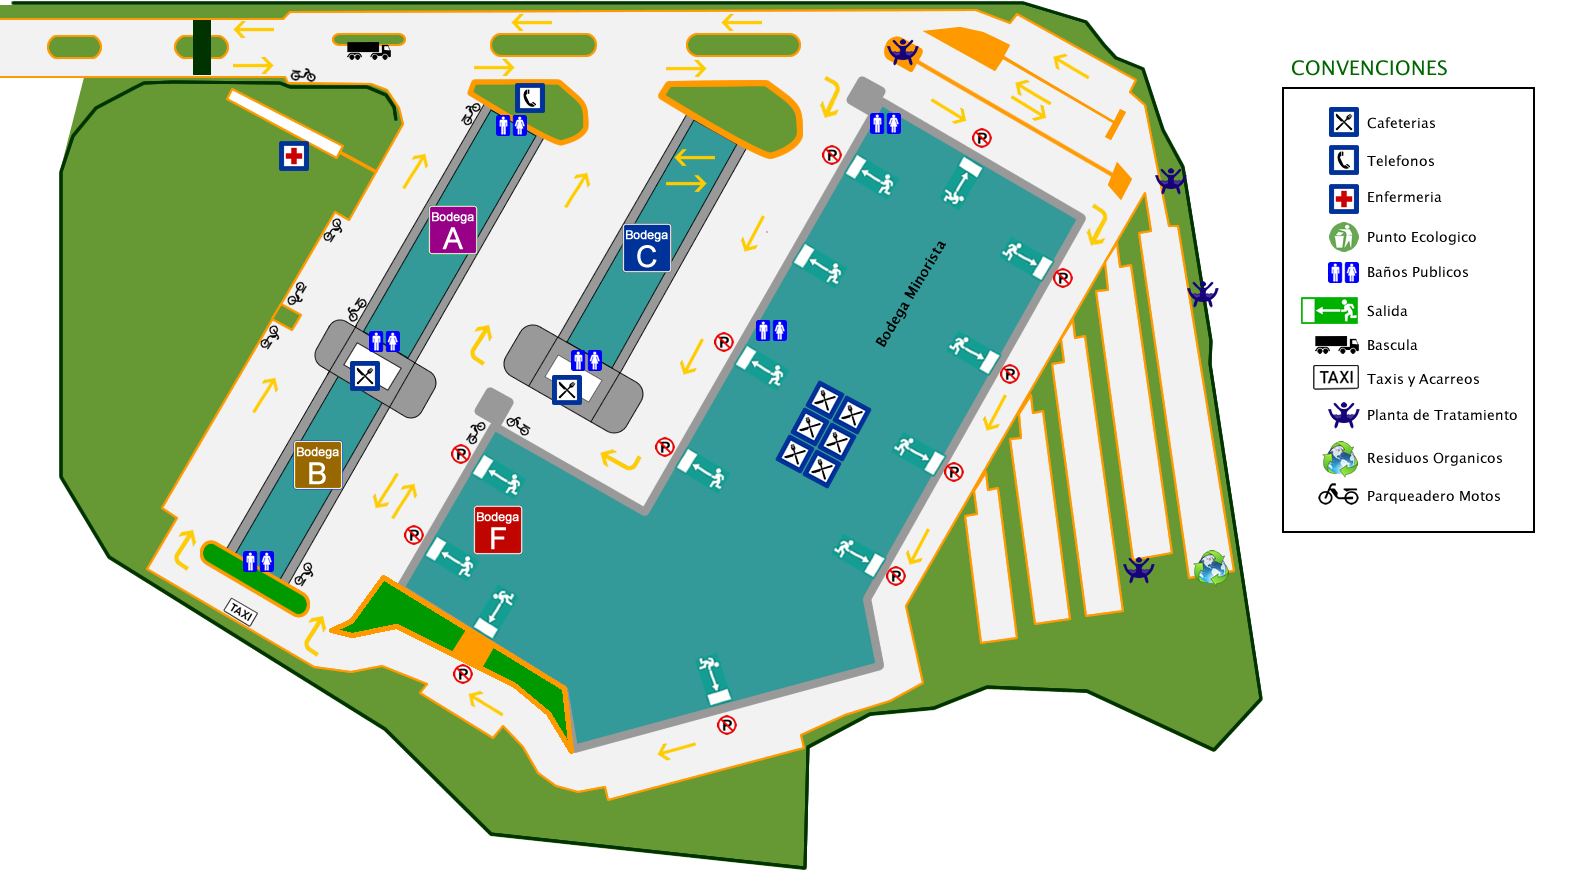 CONVENCIONES
Cafeterias
Telefonos
Enfermeria
Punto Ecologico
Baños Publicos
Salida
Bascula
TAXI
Taxis y Acarreos
Planta de Tratamiento
Residuos Organicos
Parqueadero Motos
Bodega
A
Bodega
C
Bodega
B
Bodega
F
Bodega Minorista
TAXI
R
R
R
R
R
R
R
R
R
R
R
R
R